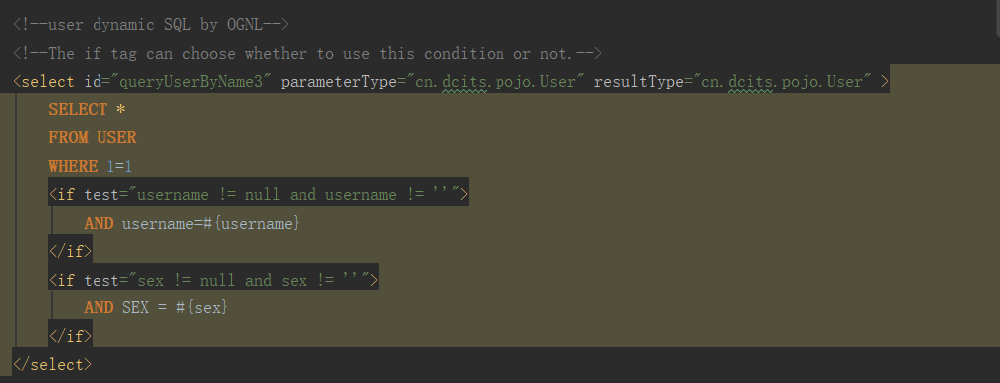 <!--user dynamic SQL by OGNL-->
<!--The if tag can choose whether to use this condition or not.-->
<select id="queryUserByName3" parameterType="cn.dcits.pojo.User" resultType="cn.dcits.pojo.User" >
SELECT *
FROM USER
WHERE 1=1
<if test="username != null and username != ''">
AND username=#{username}
</if>
<if test="sex != null and sex != ''">
AND SEX = #{sex}
</if>
</select>